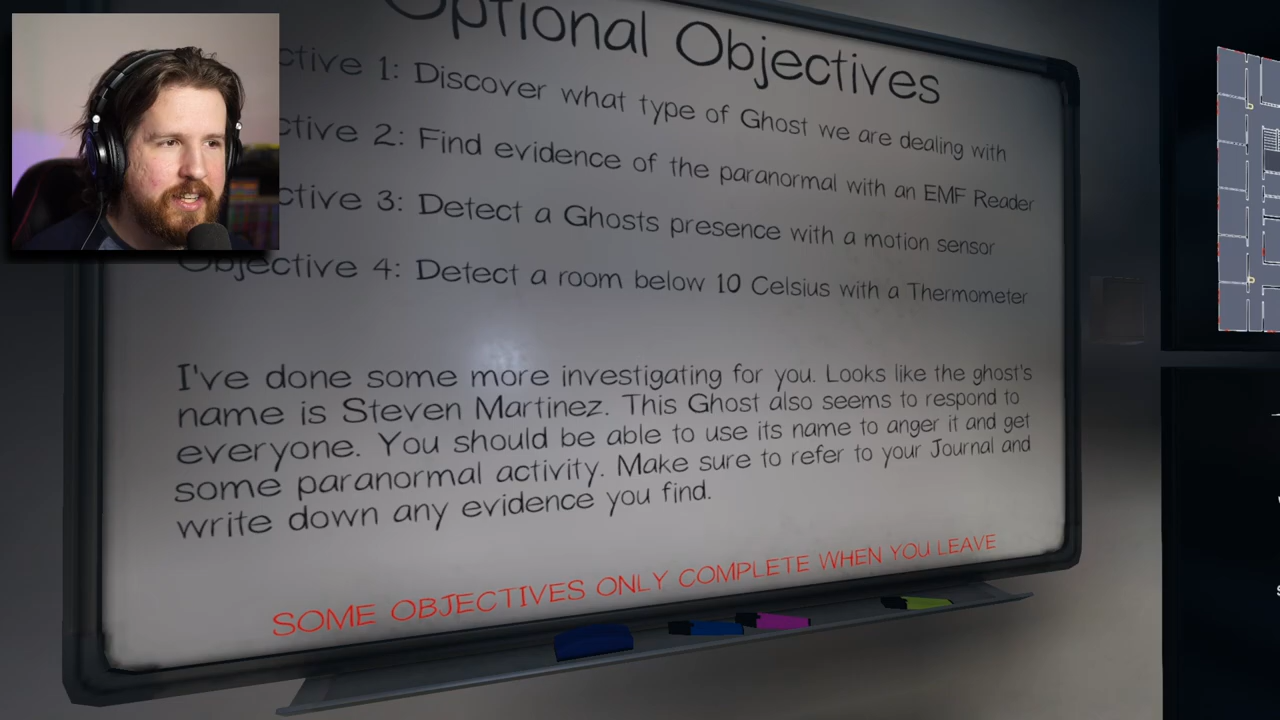 Optional Objectives
ctive 1: Discover what type of Ghost we are dealing with
ctive 2: Find evidence of the paranormal with an EMF Reader
ctive 3: Detect a Ghosts presence with a motion sensor
Objective 4: Detect a room below 10 Celsius with a Thermometer
I've done some more investigating for you. Looks like the ghost's
name is Steven Martinez. This Ghost also seems to respond to
everyone. You should be able to use its name to anger it and get
some paranormal activity. Make sure to refer to your Journal and
write down any evidence you find.
SOME OBJECTIVES ONLY COMPLETE WHEN YOU LEAVE